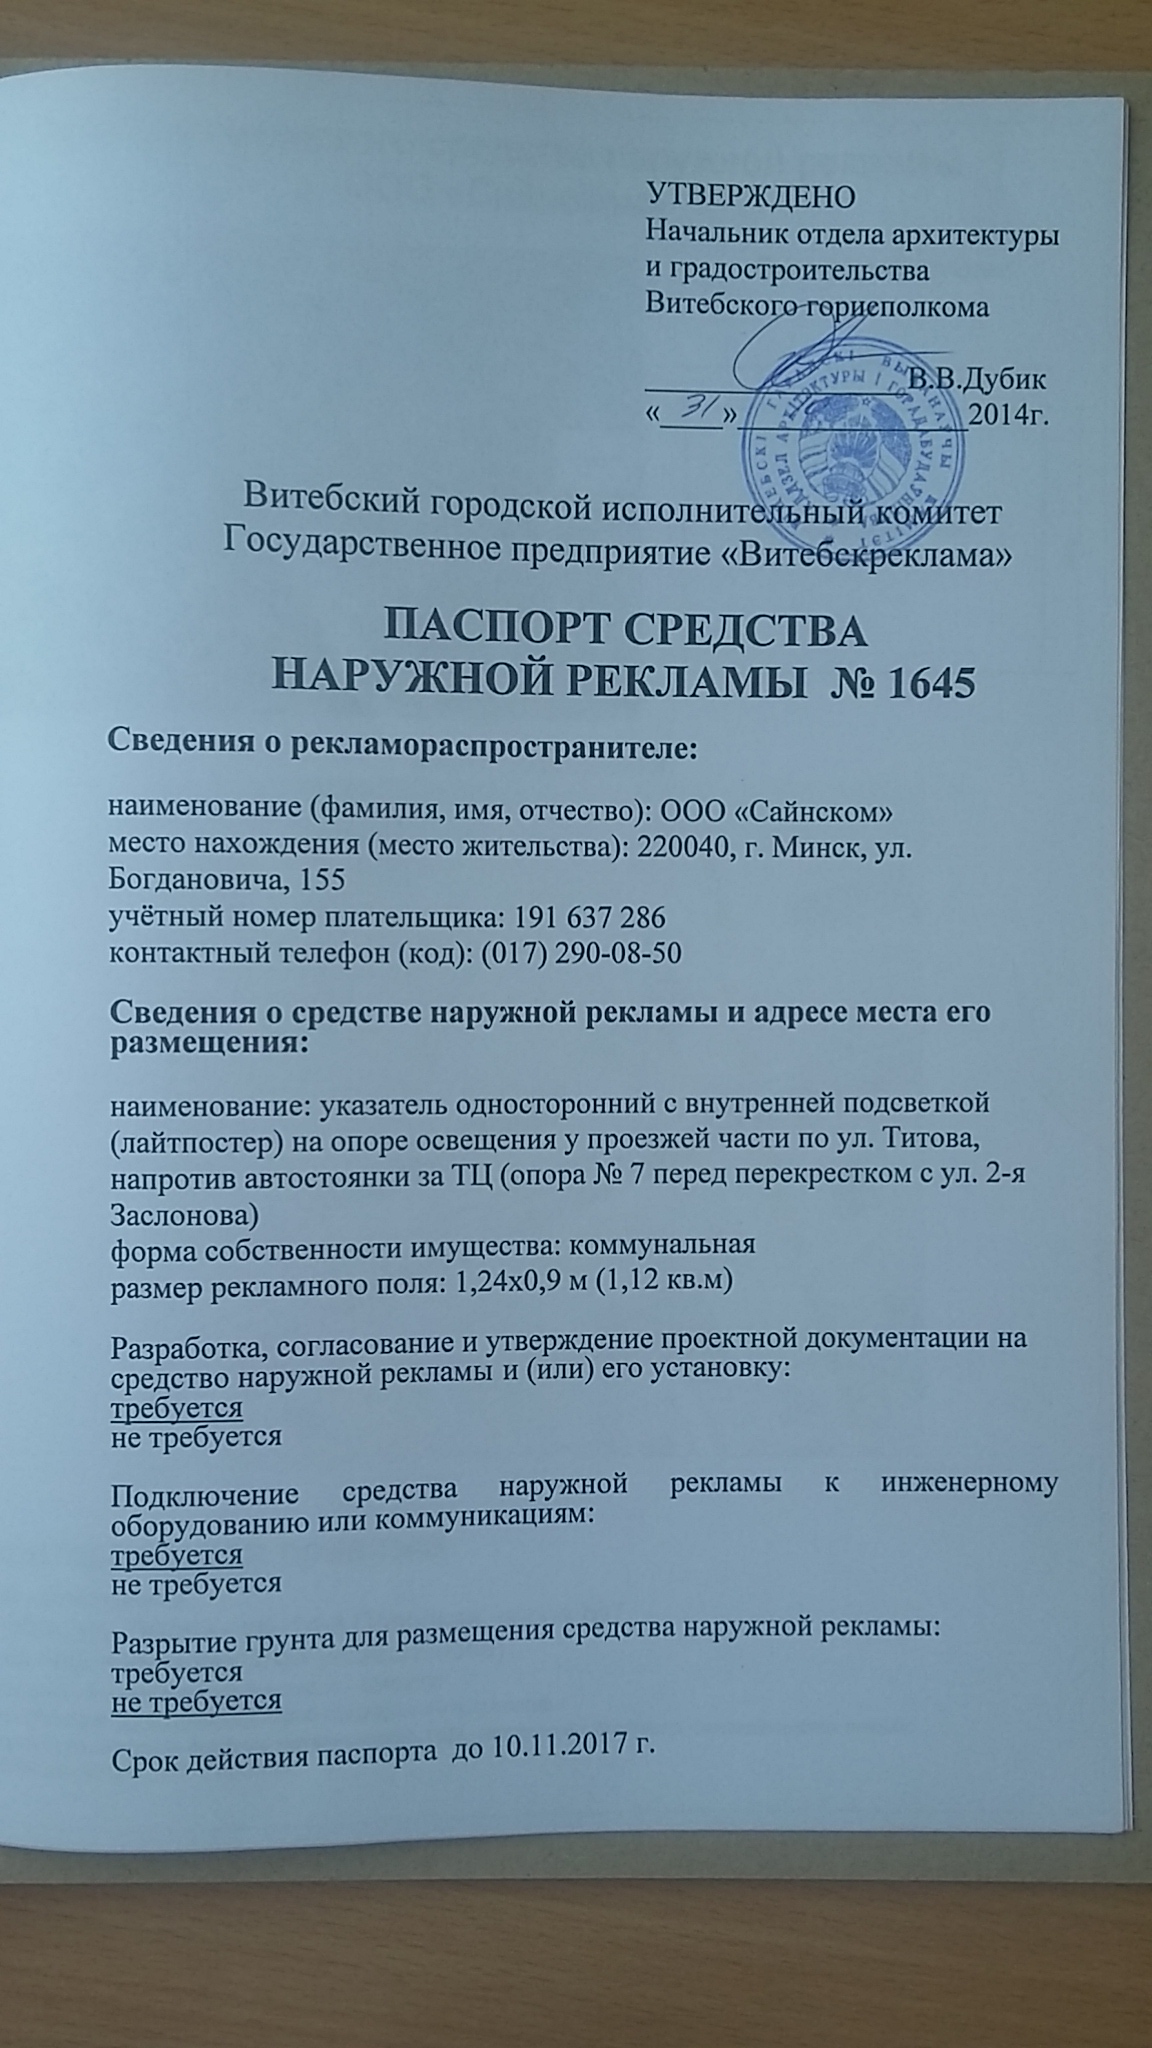 УТВЕРЖДЕНО
Начальник отдела архитектуры
и градостроительства
Витебского горисполкома
В.В.Дубик
« 31 » 2014г.
Витебский городской исполнительный комитет
Государственное предприятие «Витебскреклама»
ПАСПОРТ СРЕДСТВА
НАРУЖНОЙ РЕКЛАМЫ № 1645
Сведения о рекламораспространителе:
наименование (фамилия, имя, отчество): ООО «Сайнском»
место нахождения (место жительства): 220040, г. Минск, ул.
Богдановича, 155
учётный номер плательщика: 191 637 286
контактный телефон (код): (017) 290-08-50
Сведения о средстве наружной рекламы и адресе места его
размещения:
наименование: указатель односторонний с внутренней подсветкой
(лайтпостер) на опоре освещения у проезжей части по ул. Титова,
напротив автостоянки за ТЦ (опора № 7 перед перекрестком с ул. 2-я
Заслонова)
форма собственности имущества: коммунальная
размер рекламного поля: 1,24х0,9 м (1,12 кв.м)
Разработка, согласование и утверждение проектной документации на
средство наружной рекламы и (или) его установку:
требуется
не требуется
Подключение средства наружной рекламы к инженерному
оборудованию или коммуникациям:
требуется
не требуется
Разрытие грунта для размещения средства наружной рекламы:
требуется
не требуется
Срок действия паспорта до 10.11.2017 г.